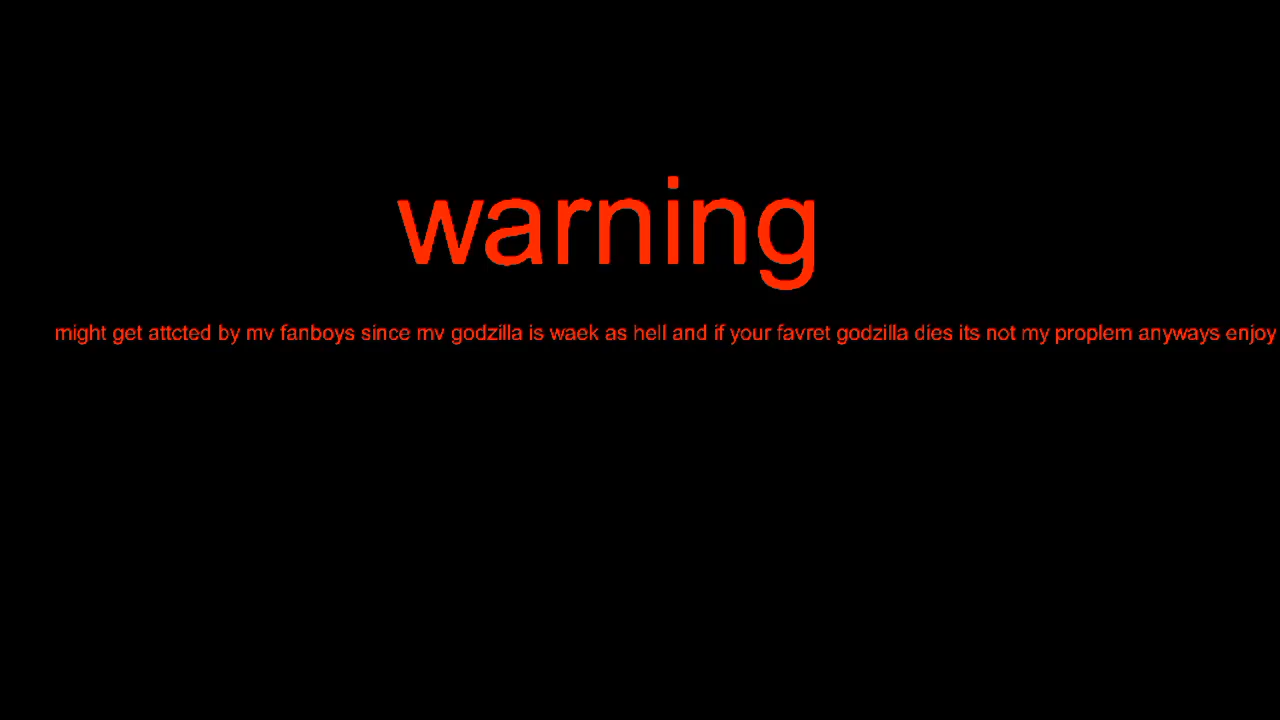 warning
might get attcted by mv fanboys since mv godzilla is waek as hell and if your favret godzilla dies its not my proplem anyways enjoy